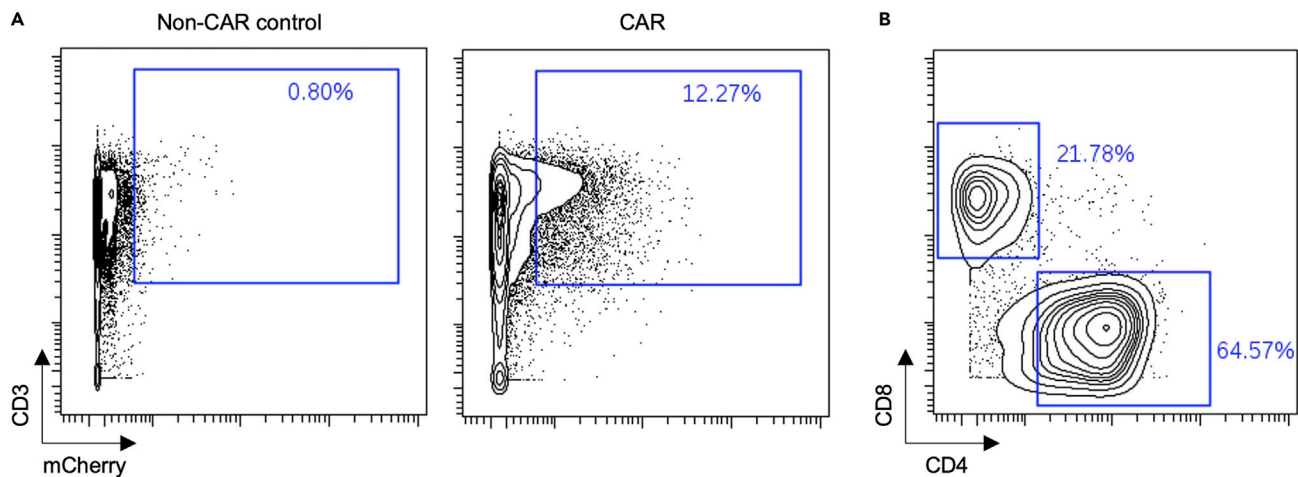 A
Non-CAR control
CAR
B
0.80%
12.27%
21.78%
64.57%
CD3
mCherry
CD8
CD4